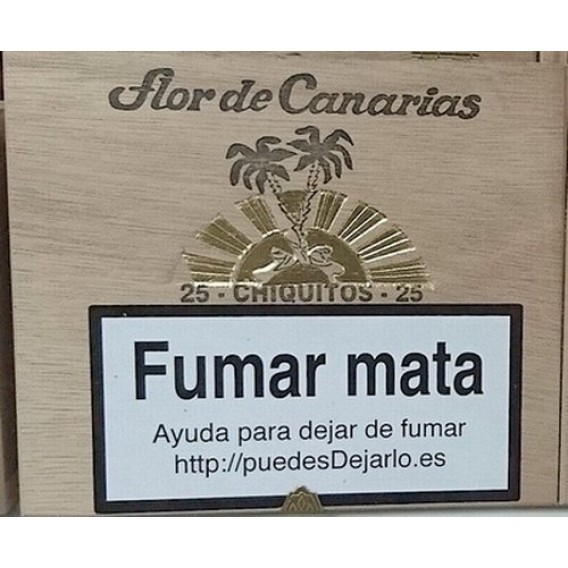 Flor de Canarias
25 - CHIQUITOS - 25
Fumar mata
Ayuda para dejar de fumar
http://puedesDejarlo.es